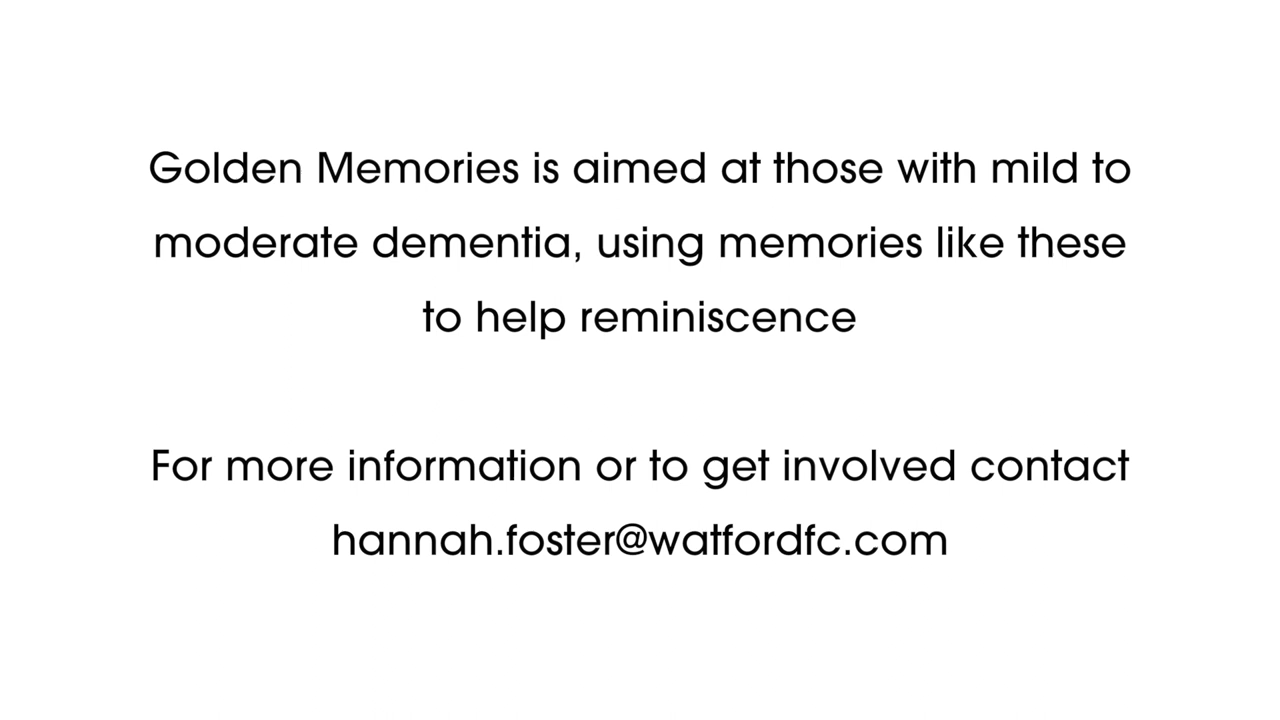 Golden Memories is aimed at those with mild to
moderate dementia, using memories like these
to help reminiscence
For more information or to get involved contact
hannah.foster@watfordfc.com